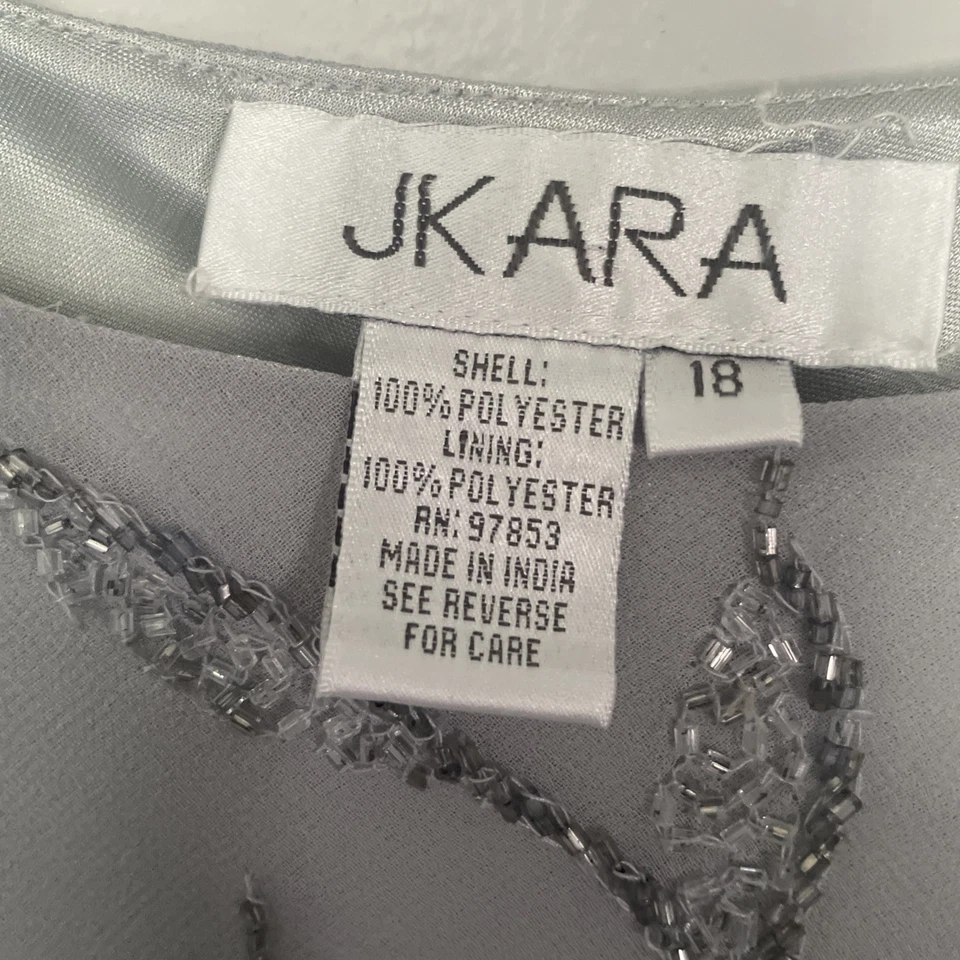 JKARA
18
SHELL:
100% POLYESTER
LINING:
100% POLYESTER
RN: 97853
MADE IN INDIA
SEE REVERSE
FOR CARE